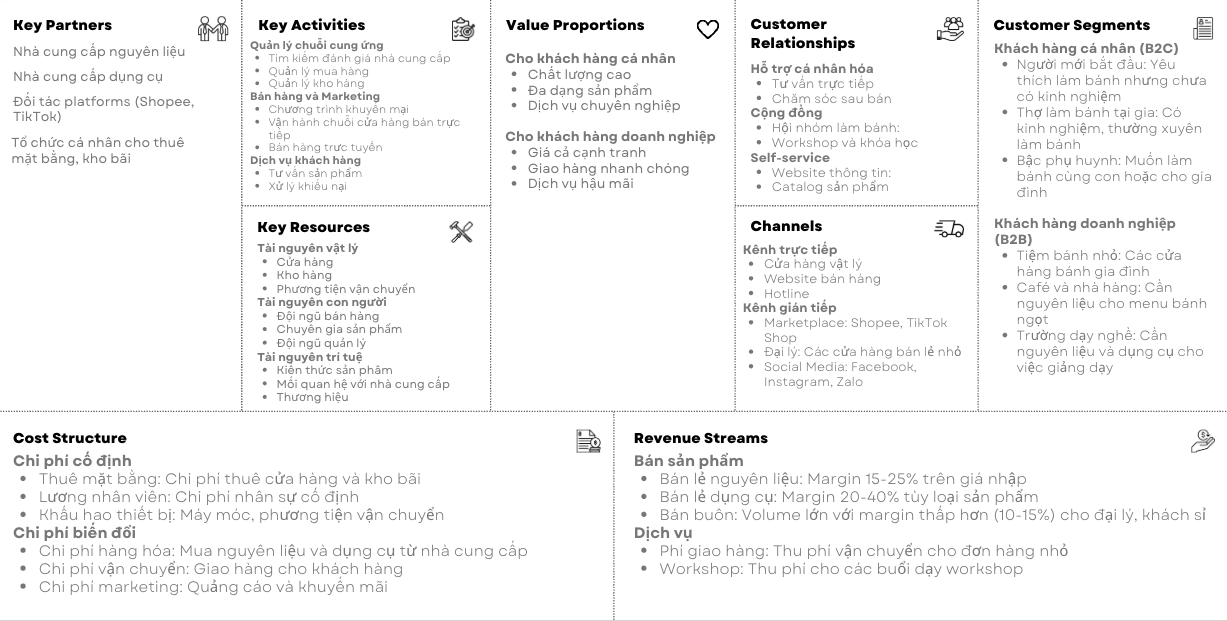 Key Partners
Nhà cung cấp nguyên liệu
Nhà cung cấp dụng cụ
Đối tác platforms (Shopee,
TikTok)
Tổ chức cá nhân cho thuê
mặt bằng, kho bãi
Key Activities
Quản lý chuỗi cung ứng
Tìm kiếm đánh giá nhà cung cấp
Quản lý mua hàng
Quản lý kho hàng
Bán hàng và Marketing
Chương trình khuyến mại
Vận hành chuỗi cửa hàng bán trực
tiếp
Bán hàng trực tuyến
Dịch vụ khách hàng
Tư vấn sản phẩm
Xử lý khiếu nại
Key Resources
Tài nguyên vật lý
Cửa hàng
Kho hàng
Phương tiện vận chuyển
Tài nguyên con người
Đội ngũ bán hàng
Chuyên gia sản phẩm
Đội ngũ quản lý
Tài nguyên trí tuệ
Kiến thức sản phẩm
Mối quan hệ với nhà cung cấp
Thương hiệu
Value Proportions
Cho khách hàng cá nhân
Chất lượng cao
Đa dạng sản phẩm
Dịch vụ chuyên nghiệp
Cho khách hàng doanh nghiệp
Giá cả cạnh tranh
Giao hàng nhanh chóng
Dịch vụ hậu mãi
Customer
Relationships
Hỗ trợ cá nhân hóa
Tư vấn trực tiếp
Chăm sóc sau bán
Cộng đồng
Hội nhóm làm bánh:
Workshop và khóa học
Self-service
Website thông tin:
Catalog sản phẩm
Channels
Kênh trực tiếp
Cửa hàng vật lý
Website bán hàng
Hotline
Kênh gián tiếp
Marketplace: Shopee, TikTok
Shop
Đại lý: Các cửa hàng bán lẻ nhỏ
Social Media: Facebook,
Instagram, Zalo
Customer Segments
Khách hàng cá nhân (B2C)
Người mới bắt đầu: Yêu
thích làm bánh nhưng chưa
có kinh nghiệm
Thợ làm bánh tại gia: Có
kinh nghiệm, thường xuyên
làm bánh
Bậc phụ huynh: Muốn làm
bánh cùng con hoặc cho gia
đình
Khách hàng doanh nghiệp
(B2B)
Tiệm bánh nhỏ: Các cửa
hàng bánh gia đình
Café và nhà hàng: Cần
nguyên liệu cho menu bánh
ngọt
Trường dạy nghề: Cần
nguyên liệu và dụng cụ cho
việc giảng dạy
Cost Structure
Chi phí cố định
Thuê mặt bằng: Chi phí thuê cửa hàng và kho bãi
Lương nhân viên: Chi phí nhân sự cố định
Khấu hao thiết bị: Máy móc, phương tiện vận chuyển
Chi phí biến đổi
Chi phí hàng hóa: Mua nguyên liệu và dụng cụ từ nhà cung cấp
Chi phí vận chuyển: Giao hàng cho khách hàng
Chi phí marketing: Quảng cáo và khuyến mãi
Revenue Streams
Bán sản phẩm
Bán lẻ nguyên liệu: Margin 15-25% trên giá nhập
Bán lẻ dụng cụ: Margin 20-40% tùy loại sản phẩm
Bán buôn: Volume lớn với margin thấp hơn (10-15%) cho đại lý, khách sỉ
Dịch vụ
Phí giao hàng: Thu phí vận chuyển cho đơn hàng nhỏ
Workshop: Thu phí cho các buổi dạy workshop